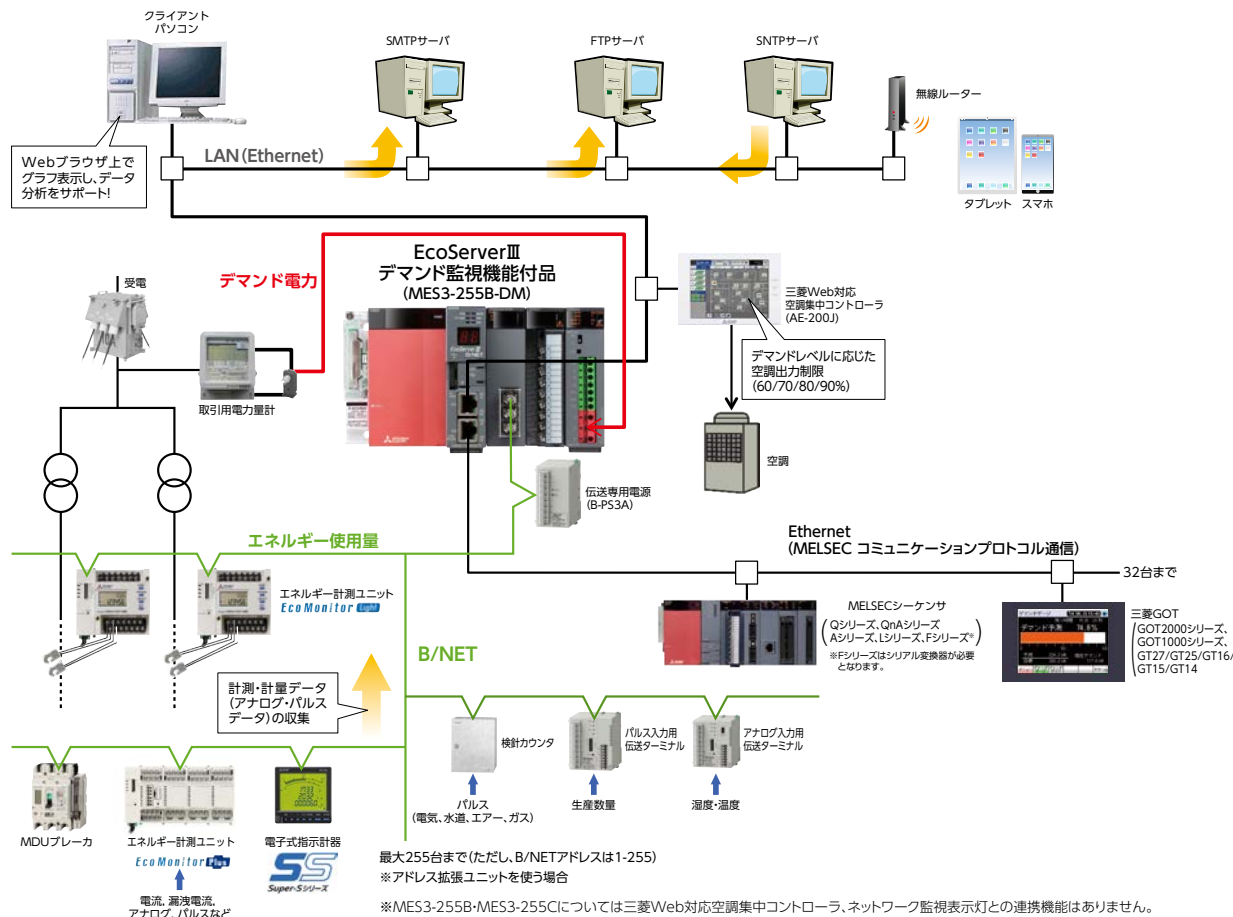 クライアント
パソコン
SMTPサーバ
FTPサーバ
SNTPサーバ
無線ルーター
Webブラウザ上で
グラフ表示し、データ
分析をサポート!
LAN(Ethernet)
タブレット
スマホ
EcoServerⅢ
デマンド監視機能付品
(MES3-255B-DM)
デマンド電力
受電
取引用電力量計
三菱Web対応
空調集中コントローラ
(AE-200J)
デマンドレベルに応じた
空調出力制限
(60/70/80/90%)
空調
伝送専用電源
(B-PS3A)
エネルギー使用量
Ethernet
(MELSEC コミュニケーションプロトコル通信)
32台まで
エネルギー計測ユニット
EcoMonitor Light
MELSECシーケンサ
(Qシリーズ、QnAシリーズ
Aシリーズ、Lシリーズ、Fシリーズ※)
※Fシリーズはシリアル変換器が必要
となります。
デマンド予測
三菱GOT
(GOT2000シリーズ、
GOT1000シリーズ、
GT27/GT25/GT16/
GT15/GT14
B/NET
計測・計量データ
(アナログ・パルス
データ)の収集
検針カウンタ
パルス入力用
伝送ターミナル
アナログ入力用
伝送ターミナル
パルス
(電気、水道、エアー、ガス)
生産数量
湿度・温度
MDUブレーカ
エネルギー計測ユニット
EcoMonitor Plus
電子式指示計器
SS
Super-Sシリーズ
電流、漏洩電流、
アナログ、パルスなど
最大255台まで(ただし、B/NETアドレスは1-255)
※アドレス拡張ユニットを使う場合
※MES3-255B・MES3-255Cについては三菱Web対応空調集中コントローラ、ネットワーク監視表示灯との連携機能はありません。